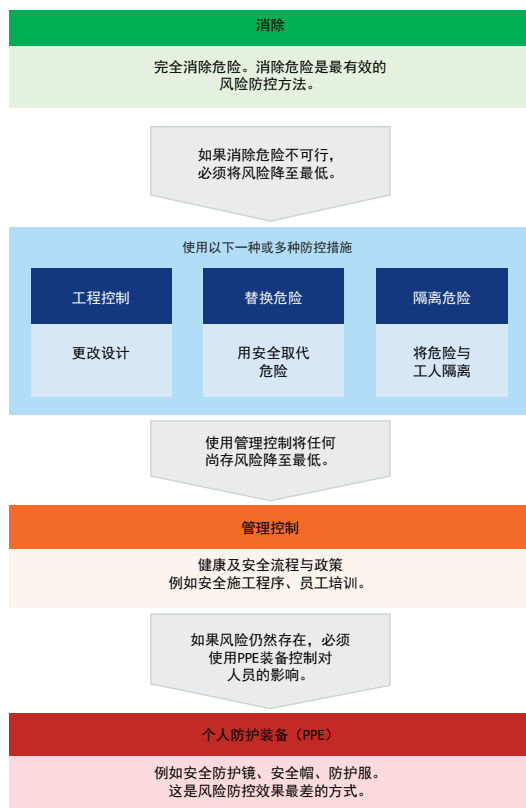 消除
完全消除危险。消除危险是最有效的
风险防控方法。
如果消除危险不可行，
必须将风险降至最低。
使用以下一种或多种防控措施
工程控制
更改设计
替换危险
用安全取代
危险
隔离危险
将危险与
工人隔离
使用管理控制将任何
尚存风险降至最低。
管理控制
健康及安全流程与政策
例如安全施工程序、员工培训。
如果风险仍然存在，必须
使用PPE装备控制对
人员的影响。
个人防护装备（PPE）
例如安全防护镜、安全帽、防护服。
这是风险防控效果最差的方式。